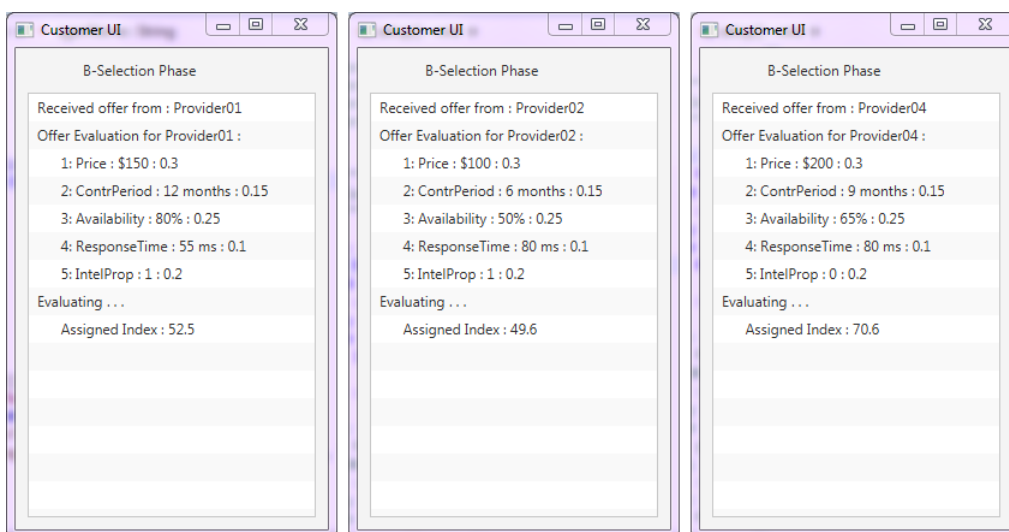 Customer UI
B-Selection Phase
Received offer from : Provider01
Offer Evaluation for Provider01 :
1: Price : $150 : 0.3
2: ContrPeriod : 12 months : 0.15
3: Availability : 80% : 0.25
4: ResponseTime : 55 ms : 0.1
5: IntelProp : 1 : 0.2
Evaluating . . .
Assigned Index : 52.5
Customer UI
B-Selection Phase
Received offer from : Provider02
Offer Evaluation for Provider02 :
1: Price : $100 : 0.3
2: ContrPeriod : 6 months : 0.15
3: Availability : 50% : 0.25
4: ResponseTime : 80 ms : 0.1
5: IntelProp : 1 : 0.2
Evaluating . . .
Assigned Index : 49.6
Customer UI
B-Selection Phase
Received offer from : Provider04
Offer Evaluation for Provider04 :
1: Price : $200 : 0.3
2: ContrPeriod : 9 months : 0.15
3: Availability : 65% : 0.25
4: ResponseTime : 80 ms : 0.1
5: IntelProp : 0 : 0.2
Evaluating . . .
Assigned Index : 70.6